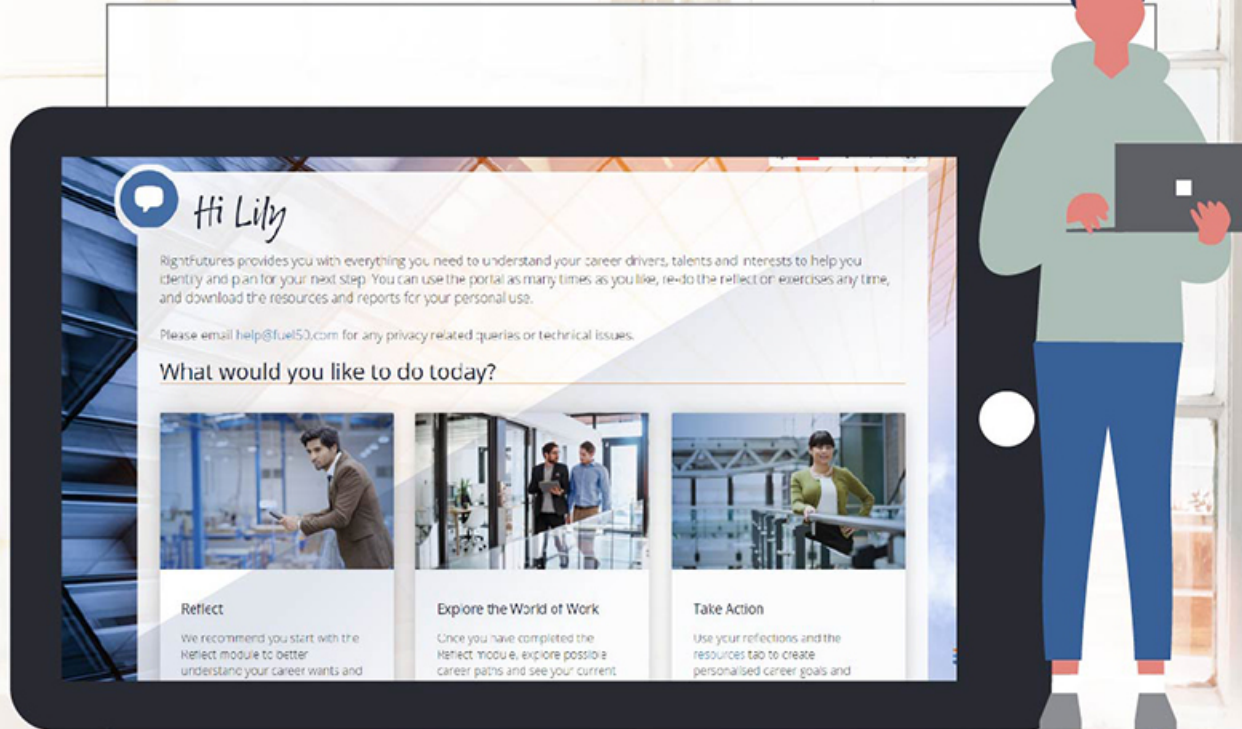 Hi Lily
RightFutures provides you with everything you need to understand your career drivers, talents and interests to help you
identify and plan for your next step. You can use the portal as many times as you like, re-do the reflection exercises any time,
and download the resources and reports for your personal use.
Please email help@fuel50.com for any privacy related queries or technical issues.
What would you like to do today?
Reflect
We recommend you start with the
Reflect module to better
understand your career wants and
Explore the World of Work
Once you have completed the
Reflect module, explore possible
career paths and see your current
Take Action
Use your reflections and the
resources tab to create
personalised career goals and